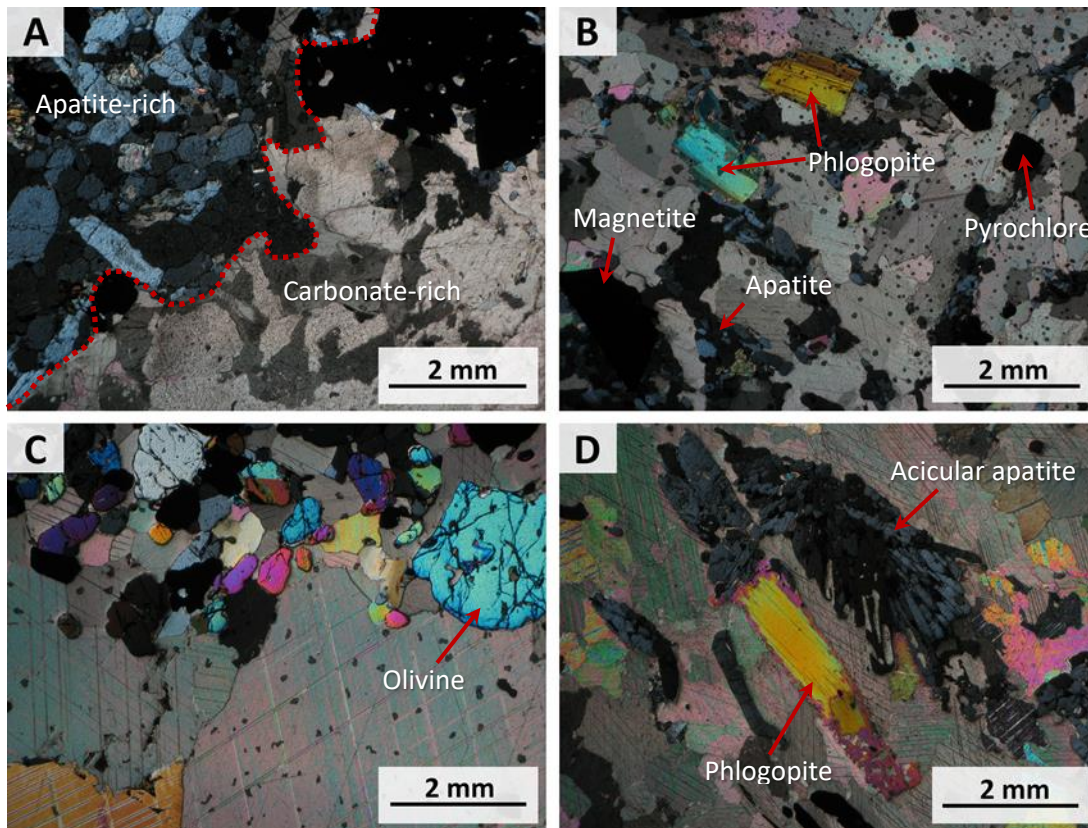 A
Apatite-rich
Carbonate-rich
2 mm
B
Phlogopite
Magnetite
Pyrochlore
Apatite
2 mm
C
Olivine
2 mm
D
Acicular apatite
Phlogopite
2 mm